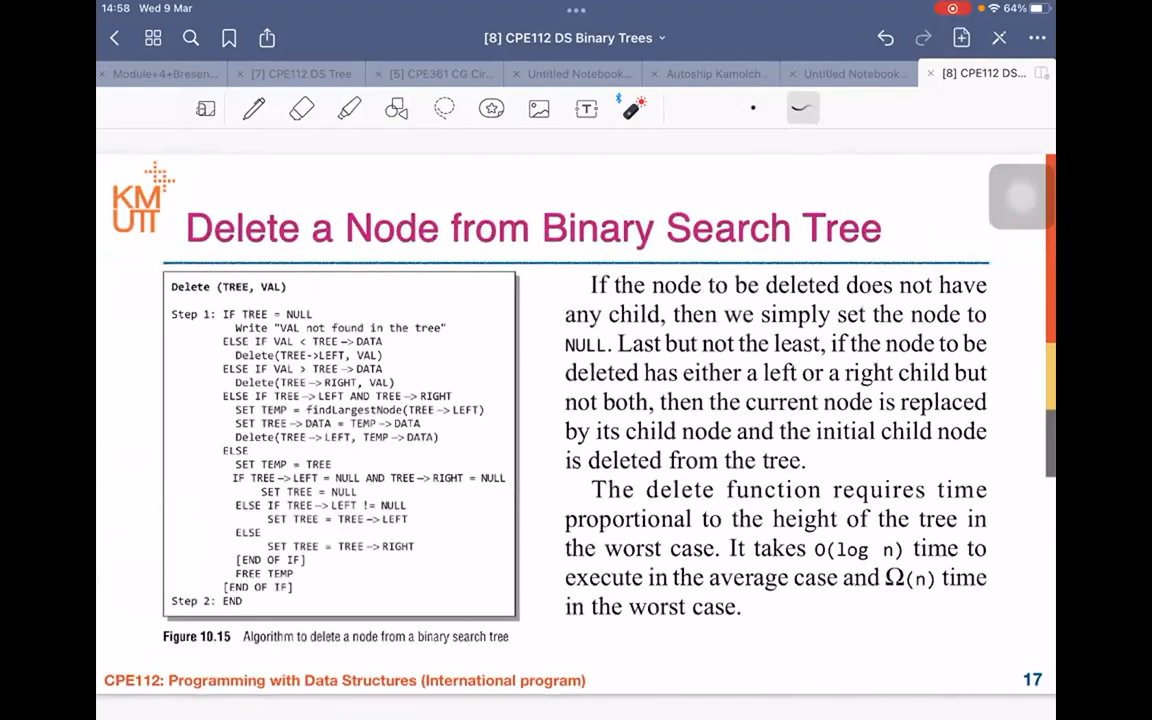 14:58 Wed 9 Mar
64%
[8] CPE112 DS Binary Trees
Module+4+Bresen...
[7] CPE112 DS Tree
[5] CPE361 CG Cir...
Untitled Notebook...
Autoship Kamolch...
Untitled Notebook...
[8] CPE112 DS...
KM
UTT
Delete a Node from Binary Search Tree
Delete (TREE, VAL)
Step 1: IF TREE = NULL
Write "VAL not found in the tree"
ELSE IF VAL < TREE->DATA
Delete(TREE->LEFT, VAL)
ELSE IF VAL > TREE->DATA
Delete(TREE->RIGHT, VAL)
ELSE IF TREE->LEFT AND TREE->RIGHT
SET TEMP = findLargestNode(TREE->LEFT)
SET TREE->DATA = TEMP->DATA
Delete(TREE->LEFT, TEMP->DATA)
ELSE
SET TEMP = TREE
IF TREE->LEFT = NULL AND TREE->RIGHT = NULL
SET TREE = NULL
ELSE IF TREE->LEFT != NULL
SET TREE = TREE->LEFT
ELSE
SET TREE = TREE->RIGHT
[END OF IF]
FREE TEMP
[END OF IF]
Step 2: END
Figure 10.15 Algorithm to delete a node from a binary search tree
If the node to be deleted does not have
any child, then we simply set the node to
NULL. Last but not the least, if the node to be
deleted has either a left or a right child but
not both, then the current node is replaced
by its child node and the initial child node
is deleted from the tree.
The delete function requires time
proportional to the height of the tree in
the worst case. It takes O(log n) time to
execute in the average case and Ω(n) time
in the worst case.
CPE112: Programming with Data Structures (International program)
17